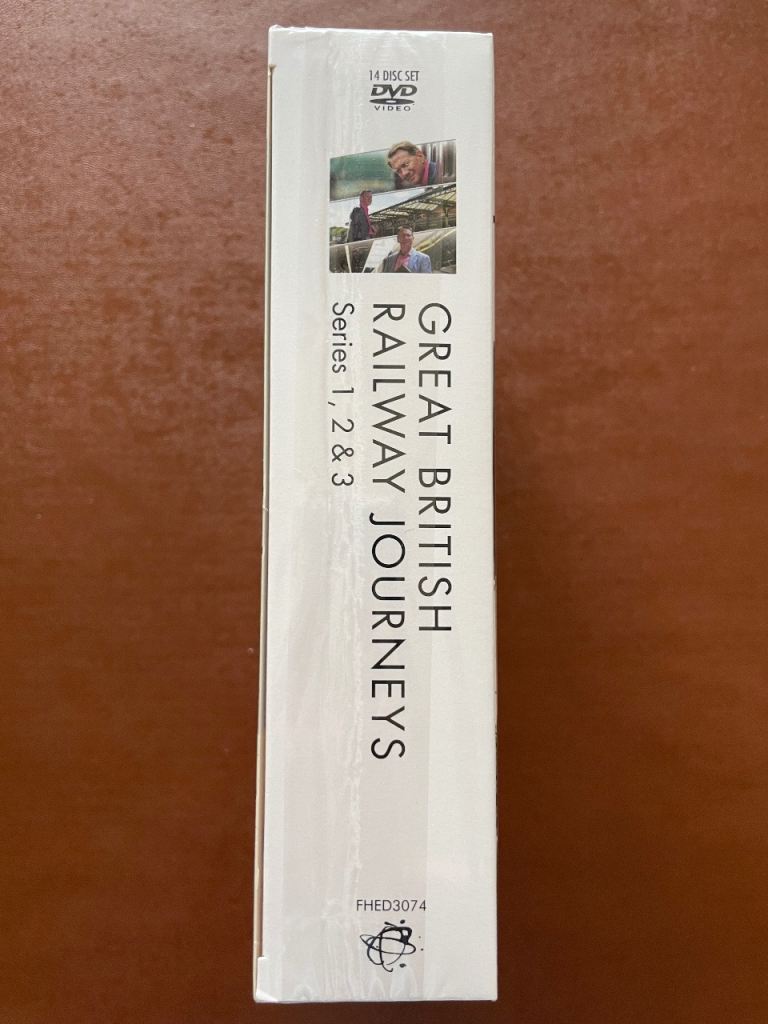 14 DISC SET
DVD
VIDEO
GREAT BRITISH
RAILWAY JOURNEYS
Series 1, 2 & 3
FHED3074